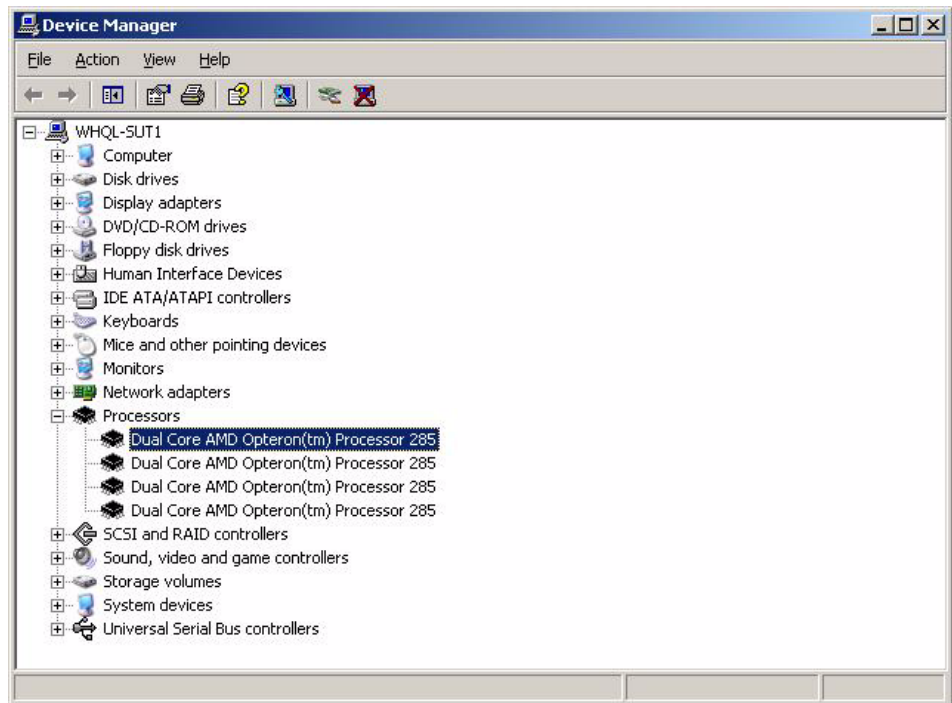 Device Manager
File Action View Help
WHQL-SUT1
Computer
Disk drives
Display adapters
DVD/CD-ROM drives
Floppy disk drives
Human Interface Devices
IDE ATA/ATAPI controllers
Keyboards
Mice and other pointing devices
Monitors
Network adapters
Processors
Dual Core AMD Opteron(tm) Processor 285
Dual Core AMD Opteron(tm) Processor 285
Dual Core AMD Opteron(tm) Processor 285
Dual Core AMD Opteron(tm) Processor 285
SCSI and RAID controllers
Sound, video and game controllers
Storage volumes
System devices
Universal Serial Bus controllers